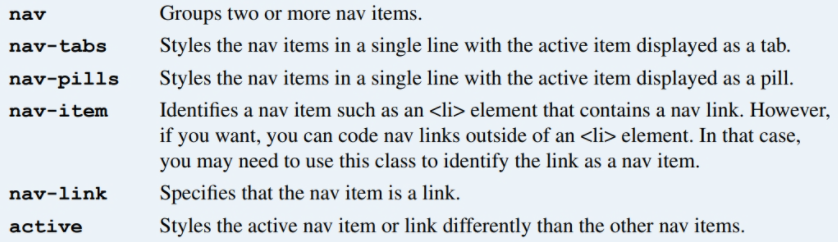 nav Groups two or more nav items.
nav-tabs Styles the nav items in a single line with the active item displayed as a tab.
nav-pills Styles the nav items in a single line with the active item displayed as a pill.
nav-item Identifies a nav item such as an <li> element that contains a nav link. However,
if you want, you can code nav links outside of an <li> element. In that case,
you may need to use this class to identify the link as a nav item.
nav-link Specifies that the nav item is a link.
active Styles the active nav item or link differently than the other nav items.